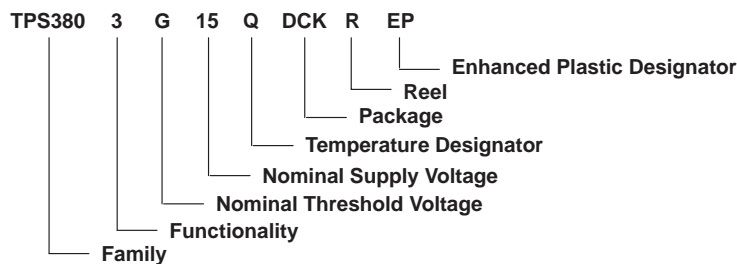 TPS380 3 G 15 Q DCK R EP
Enhanced Plastic Designator
Reel
Package
Temperature Designator
Nominal Supply Voltage
Nominal Threshold Voltage
Functionality
Family